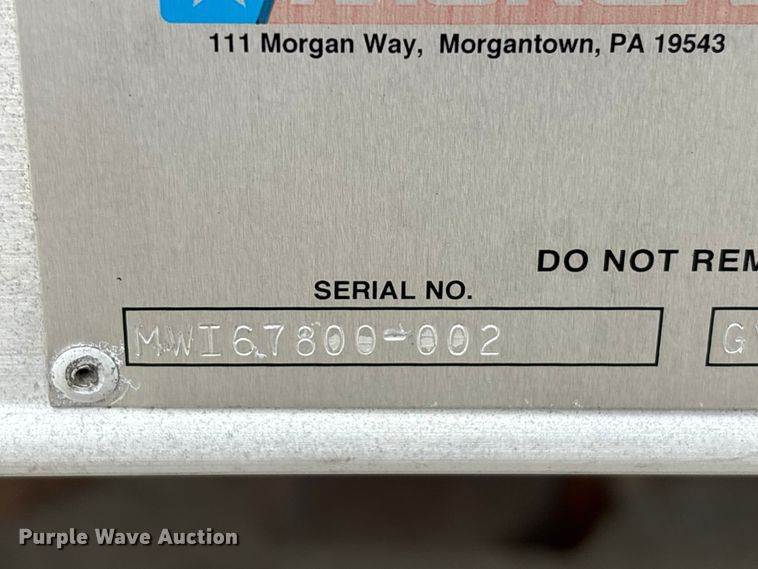 111 Morgan Way, Morgantown, PA 19543
DO NOT REM
SERIAL NO.
MWI67800-002
G
Purple Wave Auction